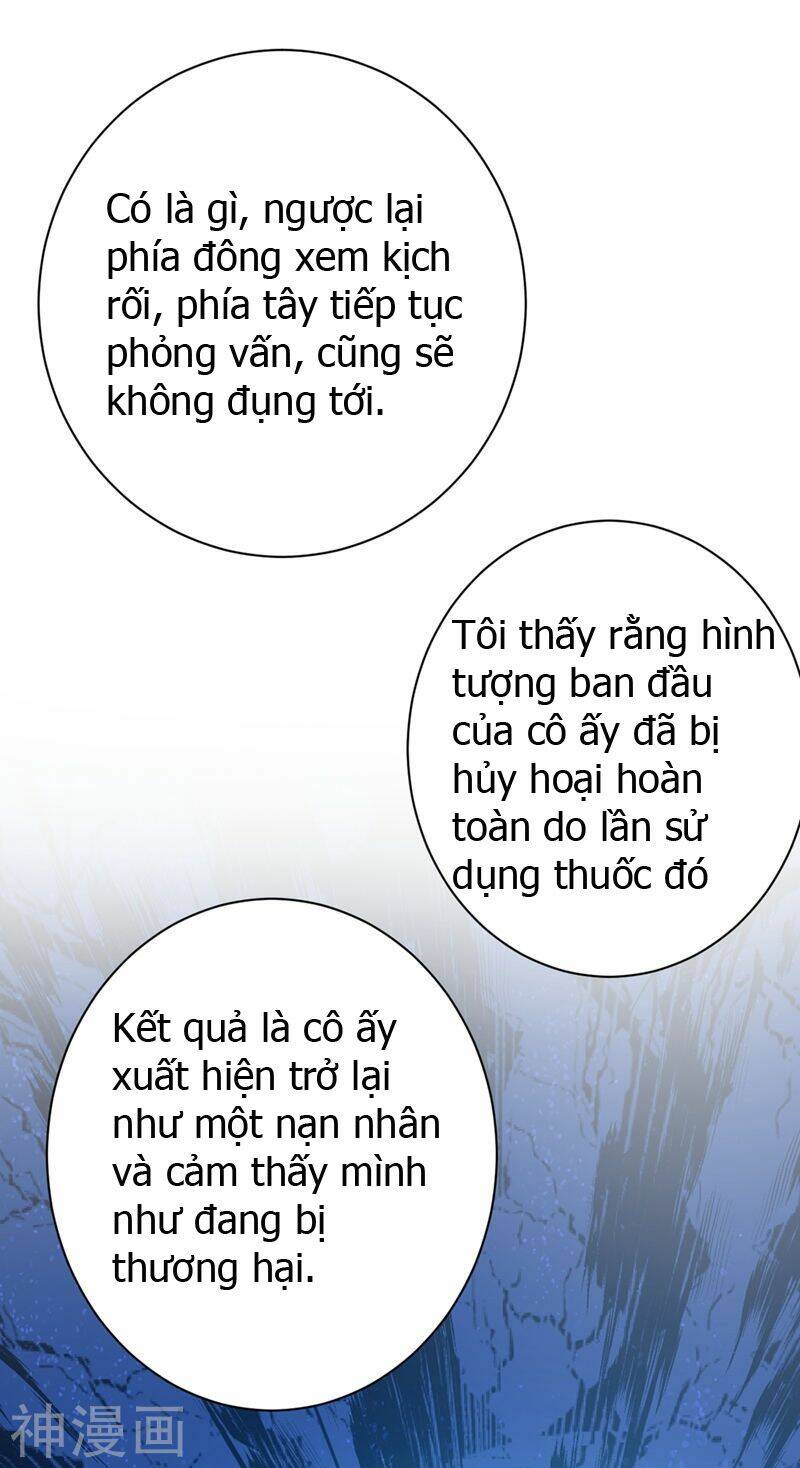 Có là gì, ngược lại
phía đông xem kịch
rối, phía tây tiếp tục
phỏng vấn, cũng sẽ
không đụng tới.
Tôi thấy rằng hình
tượng ban đầu
của cô ấy đã bị
hủy hoại hoàn
toàn do lần sử
dụng thuốc đó
Kết quả là cô ấy
xuất hiện trở lại
như một nạn nhân
và cảm thấy mình
như đang bị
thương hại.
神漫画